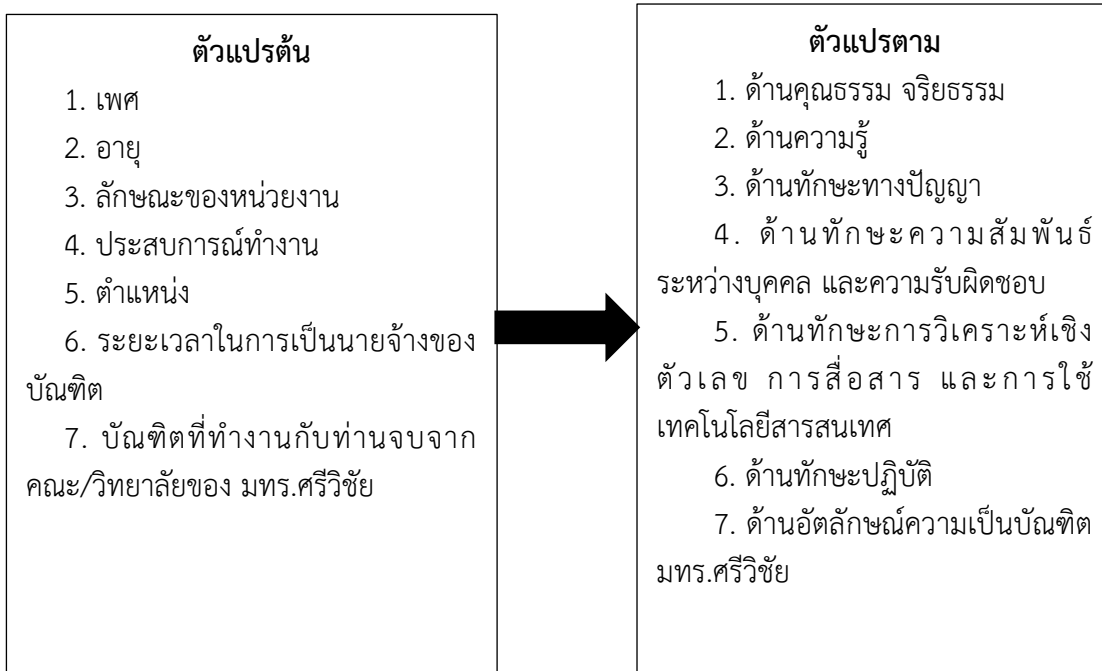 ตัวแปรต้น
1. เพศ
2. อายุ
3. ลักษณะของหน่วยงาน
4. ประสบการณ์ทำงาน
5. ตำแหน่ง
6. ระยะเวลาในการเป็นนายจ้างของ
บัณฑิต
7. บัณฑิตที่ทำงานกับท่านจบจาก
คณะ/วิทยาลัยของ มทร.ศรีวิชัย
ตัวแปรตาม
1. ด้านคุณธรรม จริยธรรม
2. ด้านความรู้
3. ด้านทักษะทางปัญญา
4. ด้านทักษะความสัมพันธ์
ระหว่างบุคคล และความรับผิดชอบ
5. ด้านทักษะการวิเคราะห์เชิง
ตัวเลข การสื่อสาร และการใช้
เทคโนโลยีสารสนเทศ
6. ด้านทักษะปฏิบัติ
7. ด้านอัตลักษณ์ความเป็นบัณฑิต
มทร.ศรีวิชัย